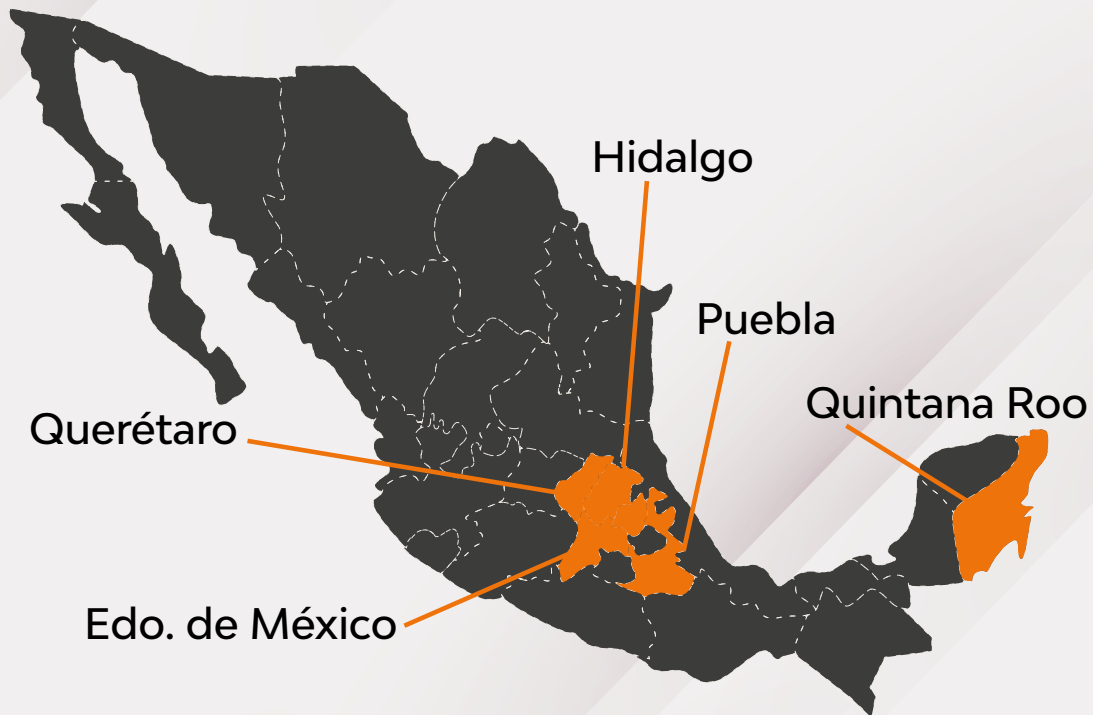 Hidalgo
Puebla
Quintana Roo
Querétaro
Edo. de México